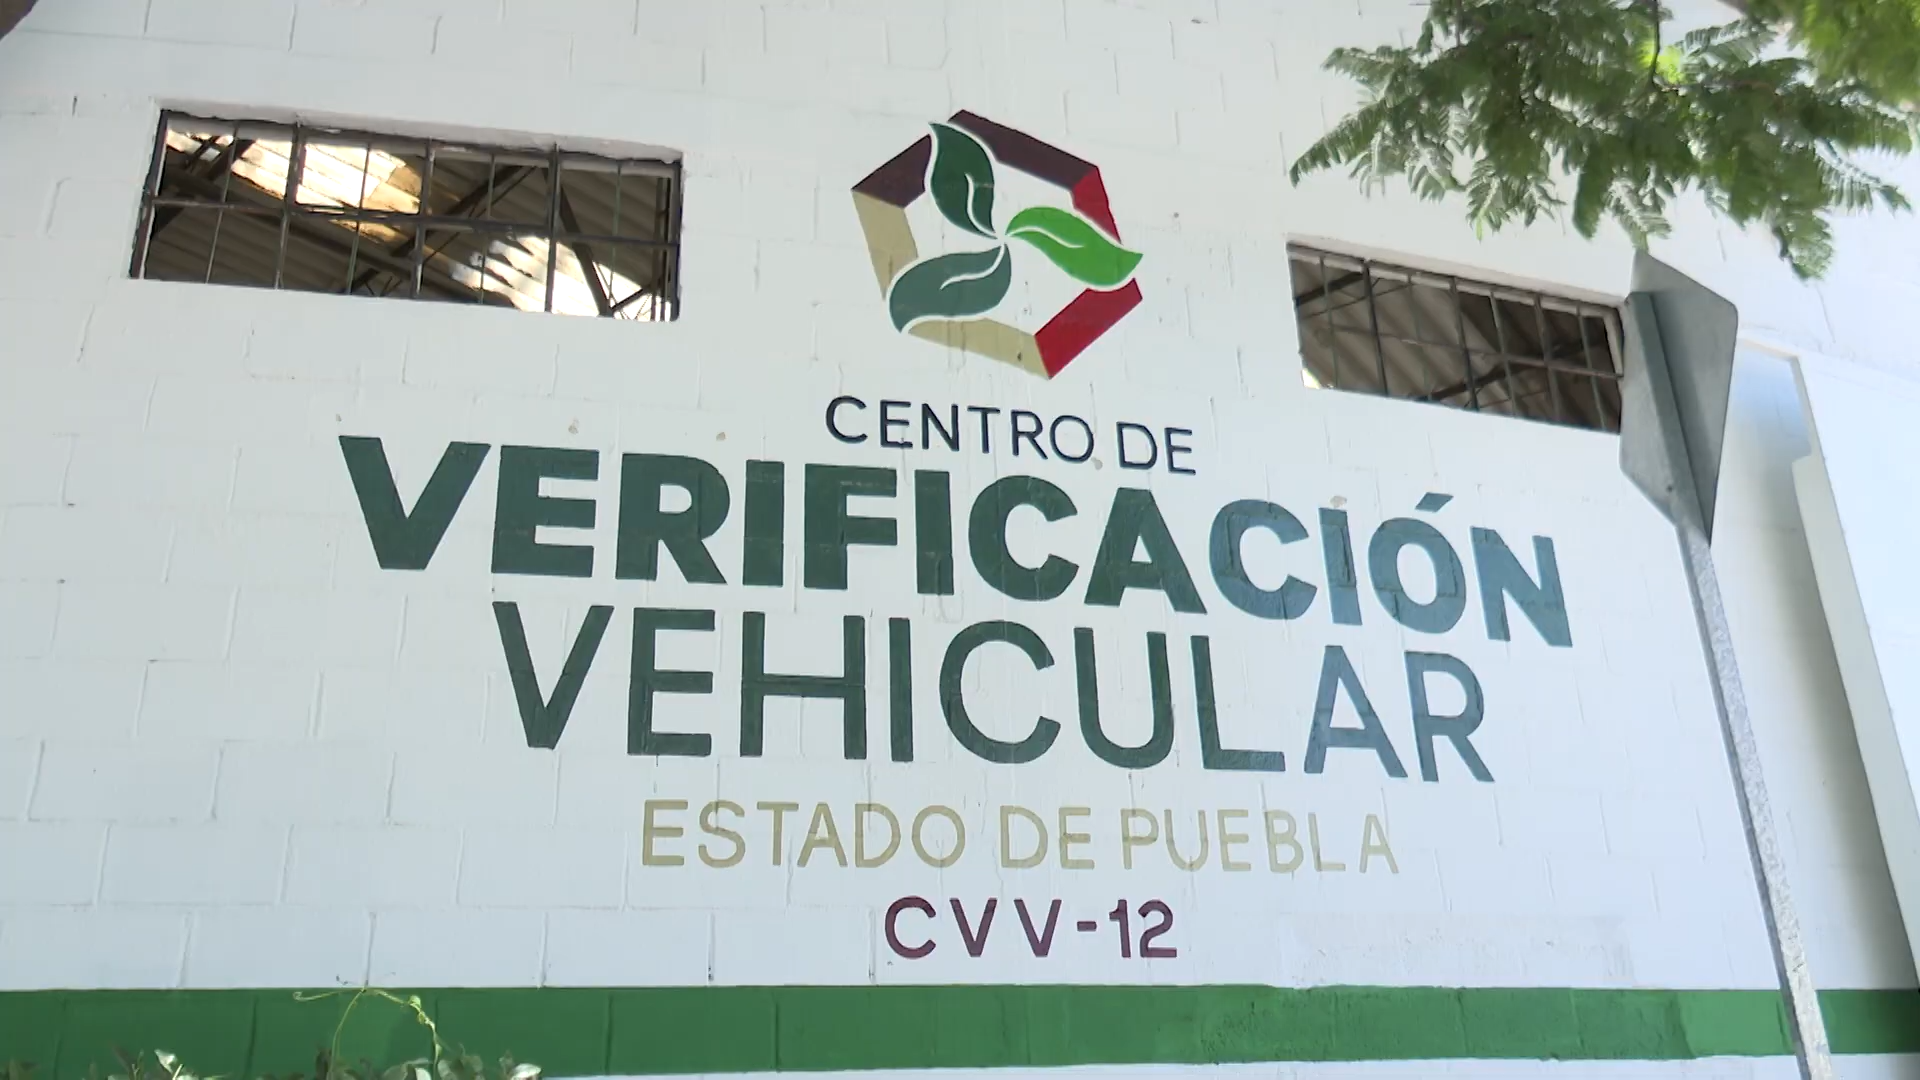 CENTRO DE
VERIFICACIÓN
VEHICULAR
ESTADO DE PUEBLA
CVV-12